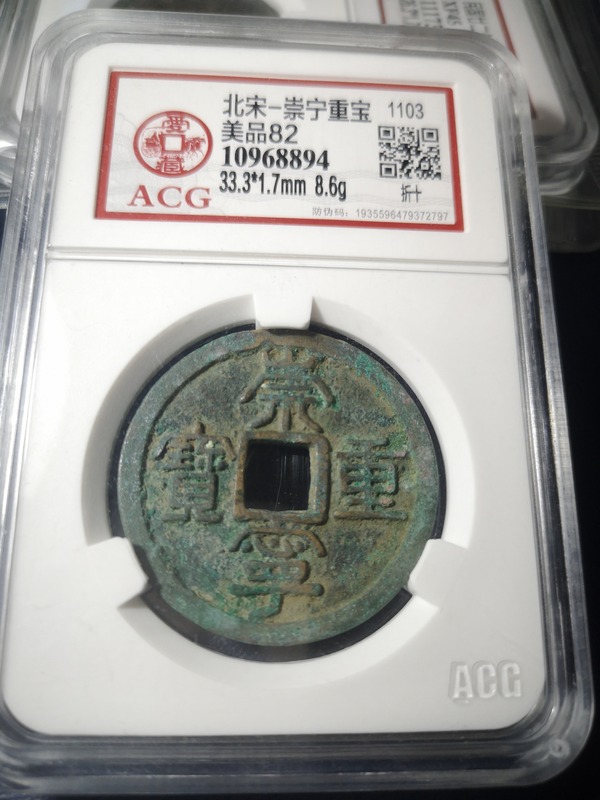 北宋-崇宁重宝 1103
美品82
10968894
33.3*1.7mm 8.6g
折十
ACG
防伪码：1935596479372797
崇
寶 重
寧
ACG